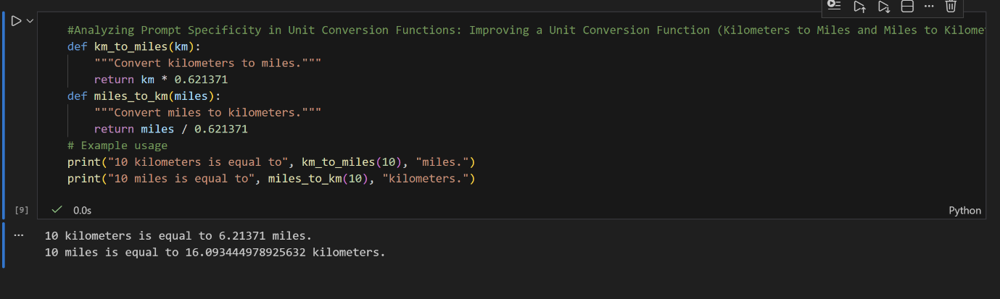 #Analyzing Prompt Specificity in Unit Conversion Functions: Improving a Unit Conversion Function (Kilometers to Miles and Miles to
def km_to_miles(km):
    """Convert kilometers to miles."""
    return km * 0.621371
def miles_to_km(miles):
    """Convert miles to kilometers."""
    return miles / 0.621371
# Example usage
print("10 kilometers is equal to", km_to_miles(10), "miles.")
print("10 miles is equal to", miles_to_km(10), "kilometers.")
[9] 0.0s Python
10 kilometers is equal to 6.21371 miles.
10 miles is equal to 16.093444978925632 kilometers.